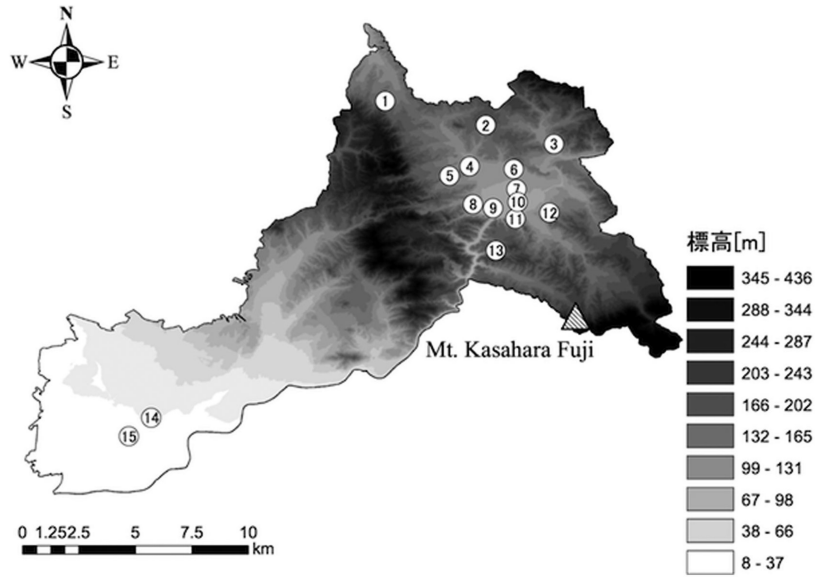 N
W E
S
1
2
3
4
5
6
7
8
9
10
11
12
13
Mt. Kasahara Fuji
14
15
0 1.252.5 5 7.5 10
km
標高[m]
345 - 436
288 - 344
244 - 287
203 - 243
166 - 202
132 - 165
99 - 131
67 - 98
38 - 66
8 - 37